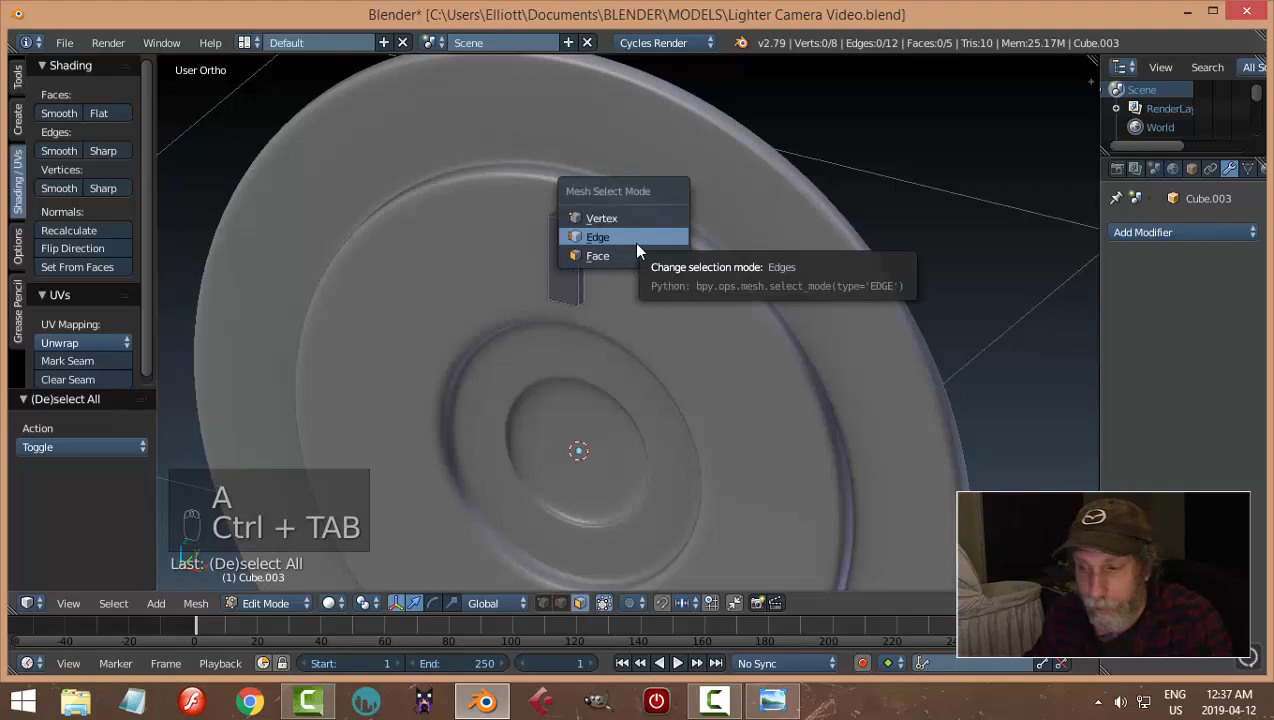 Blender* [C:\Users\Elliott\Documents\BLENDER\MODELS\Lighter Camera Video.blend]
File Render Window Help Default Scene Cycles Render v2.79 | Verts:0/8 | Edges:0/12 | Faces:0/5 | Tris:10 | Mem:25.17M | Cube.003
Tools
Create
Shading / UVs
Options
Grease Pencil
Shading
Faces:
Smooth Flat
Edges:
Smooth Sharp
Vertices:
Smooth Sharp
Normals:
Recalculate
Flip Direction
Set From Faces
UVs
UV Mapping:
Unwrap
Mark Seam
Clear Seam
(De)select All
Action
Toggle
User Ortho
Mesh Select Mode
Vertex
Edge
Face
Change selection mode: Edges
Python: bpy.ops.mesh.select_mode(type='EDGE')
A
Ctrl + TAB
Last: (De)select All
(1) Cube.003
View Search All S
Scene
RenderLay
World
Cube.003
Add Modifier
View Select Add Mesh Edit Mode Global
-40 -20 0 20 40 60 80 100 120 140 160 180 200 220 240
View Marker Frame Playback Start: 1 End: 250 1 No Sync
ENG
US
12:37 AM
2019-04-12